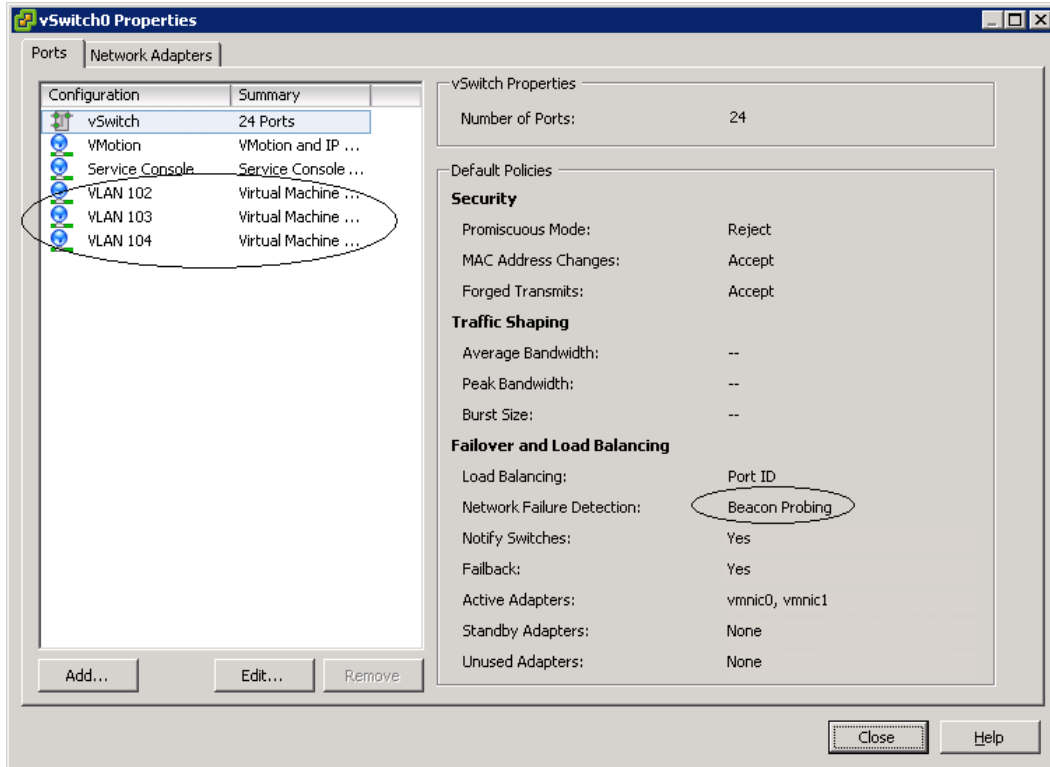 vSwitch0 Properties
Ports Network Adapters
Configuration Summary
vSwitch 24 Ports
VMotion VMotion and IP ...
Service Console Service Console ...
VLAN 102 Virtual Machine ...
VLAN 103 Virtual Machine ...
VLAN 104 Virtual Machine ...
Add... Edit... Remove
vSwitch Properties
Number of Ports: 24
Default Policies
Security
Promiscuous Mode: Reject
MAC Address Changes: Accept
Forged Transmits: Accept
Traffic Shaping
Average Bandwidth: --
Peak Bandwidth: --
Burst Size: --
Failover and Load Balancing
Load Balancing: Port ID
Network Failure Detection: Beacon Probing
Notify Switches: Yes
Failback: Yes
Active Adapters: vmnic0, vmnic1
Standby Adapters: None
Unused Adapters: None
Close Help